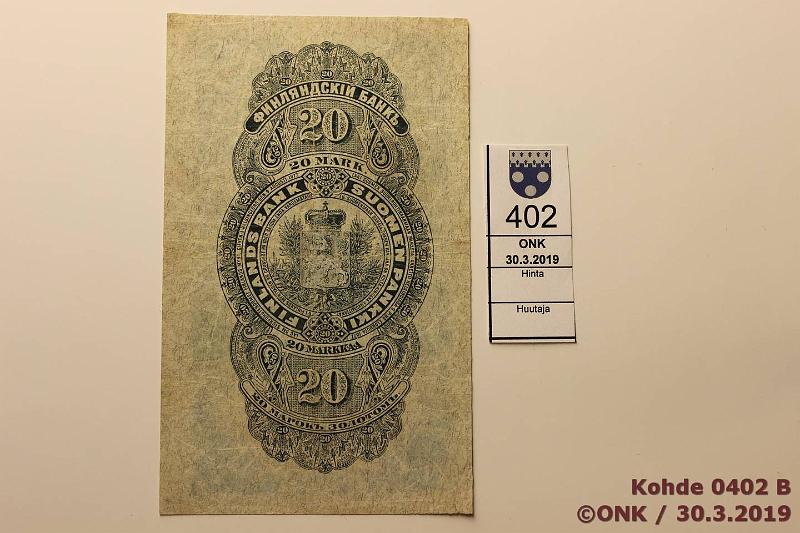 ФИНЛЯНДСКІЙ БАНКЪ
20
20 MARK.
FINLANDS BANK
SUOMEN PANKKI
20 MARKKAA
20
20 МАРОКЪ ЗОЛОТОМЪ
402
ONK
30.3.2019
Hinta
Huutaja
Kohde 0402 B
©ONK / 30.3.2019